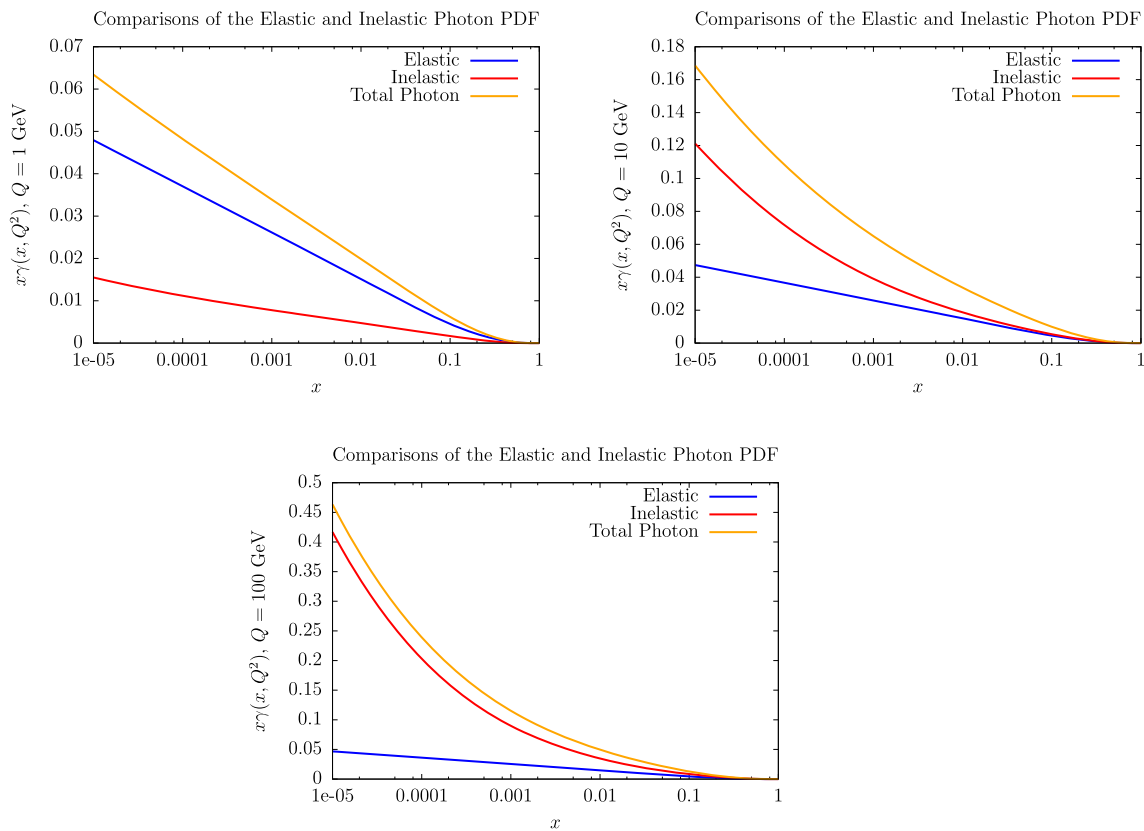 Comparisons of the Elastic and Inelastic Photon PDF
0.07
0.06
0.05
0.04
0.03
0.02
0.01
0
xγ(x, Q²), Q = 1 GeV
Elastic
Inelastic
Total Photon
1e-05 0.0001 0.001 0.01 0.1 1
x
Comparisons of the Elastic and Inelastic Photon PDF
0.18
0.16
0.14
0.12
0.1
0.08
0.06
0.04
0.02
0
xγ(x, Q²), Q = 10 GeV
Elastic
Inelastic
Total Photon
1e-05 0.0001 0.001 0.01 0.1 1
x
Comparisons of the Elastic and Inelastic Photon PDF
0.5
0.45
0.4
0.35
0.3
0.25
0.2
0.15
0.1
0.05
0
xγ(x, Q²), Q = 100 GeV
Elastic
Inelastic
Total Photon
1e-05 0.0001 0.001 0.01 0.1 1
x